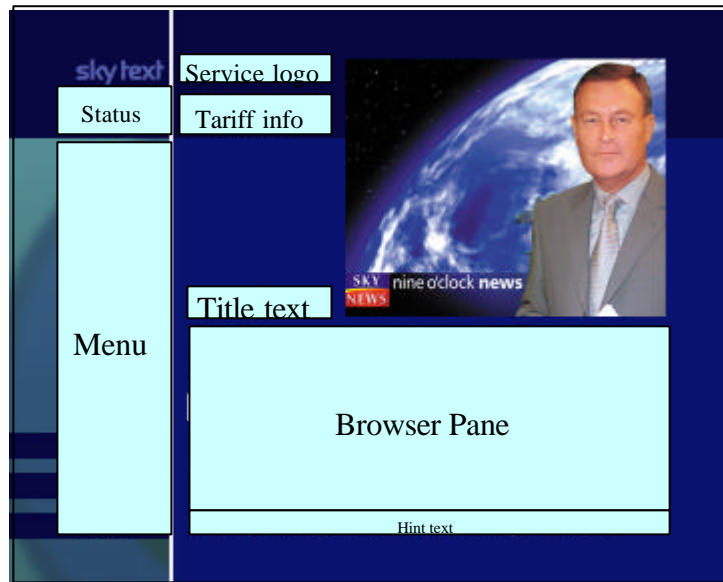 sky text
Service logo
Status
Tariff info
SKY
NEWS
nine o'clock news
Title text
Menu
Browser Pane
Hint text